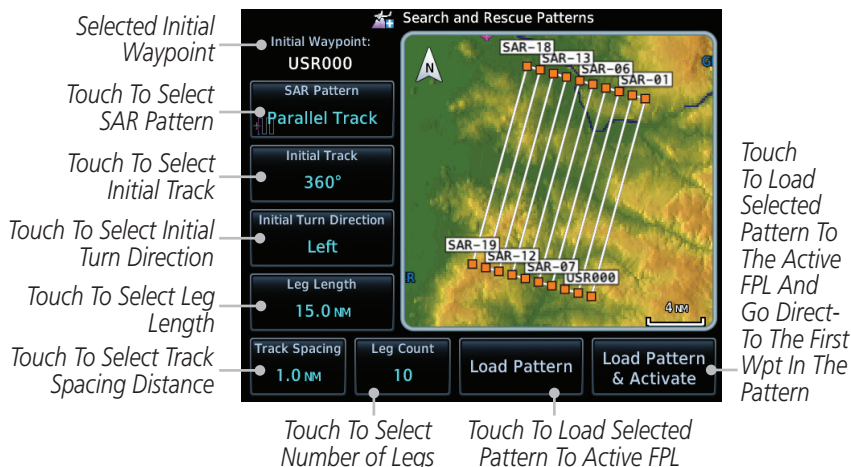 Search and Rescue Patterns
Selected Initial
Waypoint
Initial Waypoint:
USR000
Touch To Select
SAR Pattern
SAR Pattern
Parallel Track
Touch To Select
Initial Track
Initial Track
360°
Touch To Select Initial
Turn Direction
Initial Turn Direction
Left
Touch To Select Leg
Length
Leg Length
15.0 NM
Touch To Select Track
Spacing Distance
Track Spacing
1.0 NM
Leg Count
10
Load Pattern
Load Pattern
& Activate
N
SAR-18
SAR-13
SAR-06
SAR-01
G
SAR-19
SAR-12
SAR-07
USR000
R
4 NM
Touch
To Load
Selected
Pattern To
The Active
FPL And
Go Direct-
To The First
Wpt In The
Pattern
Touch To Select
Number of Legs
Touch To Load Selected
Pattern To Active FPL